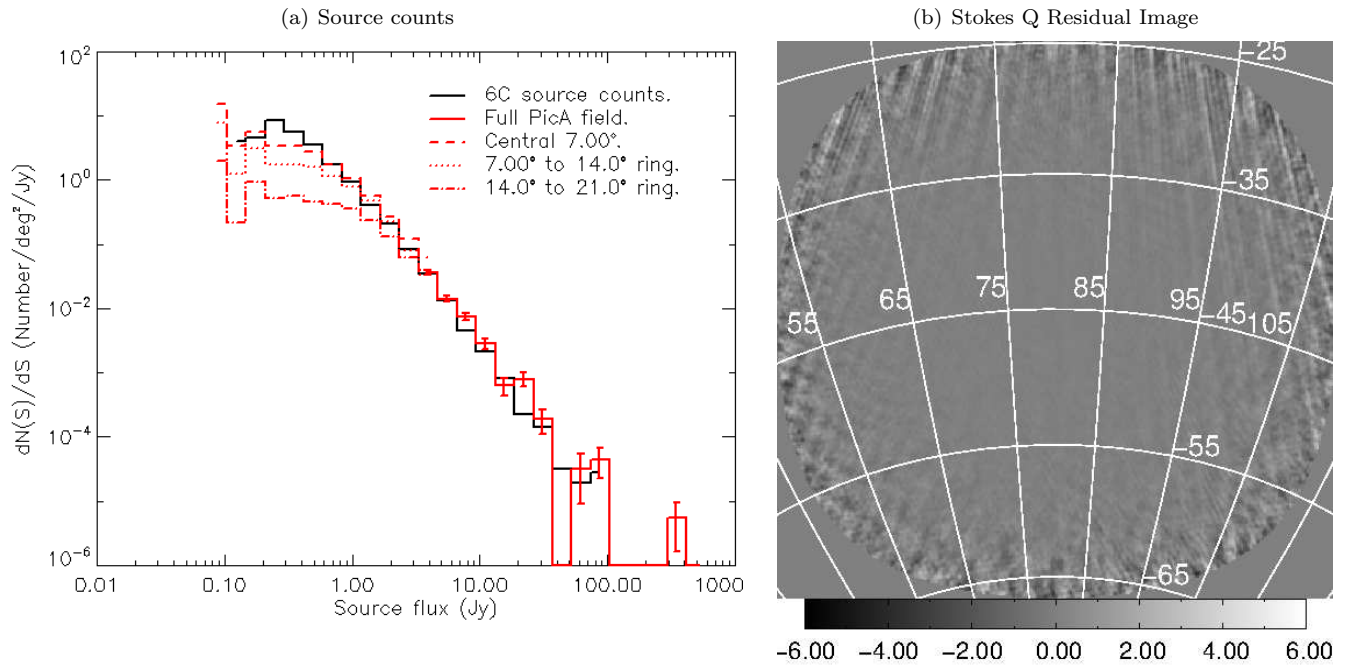 (a) Source counts
10²
10⁰
10⁻²
10⁻⁴
10⁻⁶
dN(S)/dS (Number/deg²/Jy)
6C source counts.
Full PicA field.
Central 7.00°.
7.00° to 14.0° ring.
14.0° to 21.0° ring.
0.01 0.10 1.00 10.00 100.00 1000
Source flux (Jy)
(b) Stokes Q Residual Image
-25
-35
55 65 75 85 95 -45 105
-55
-65
-6.00 -4.00 -2.00 0.00 2.00 4.00 6.00